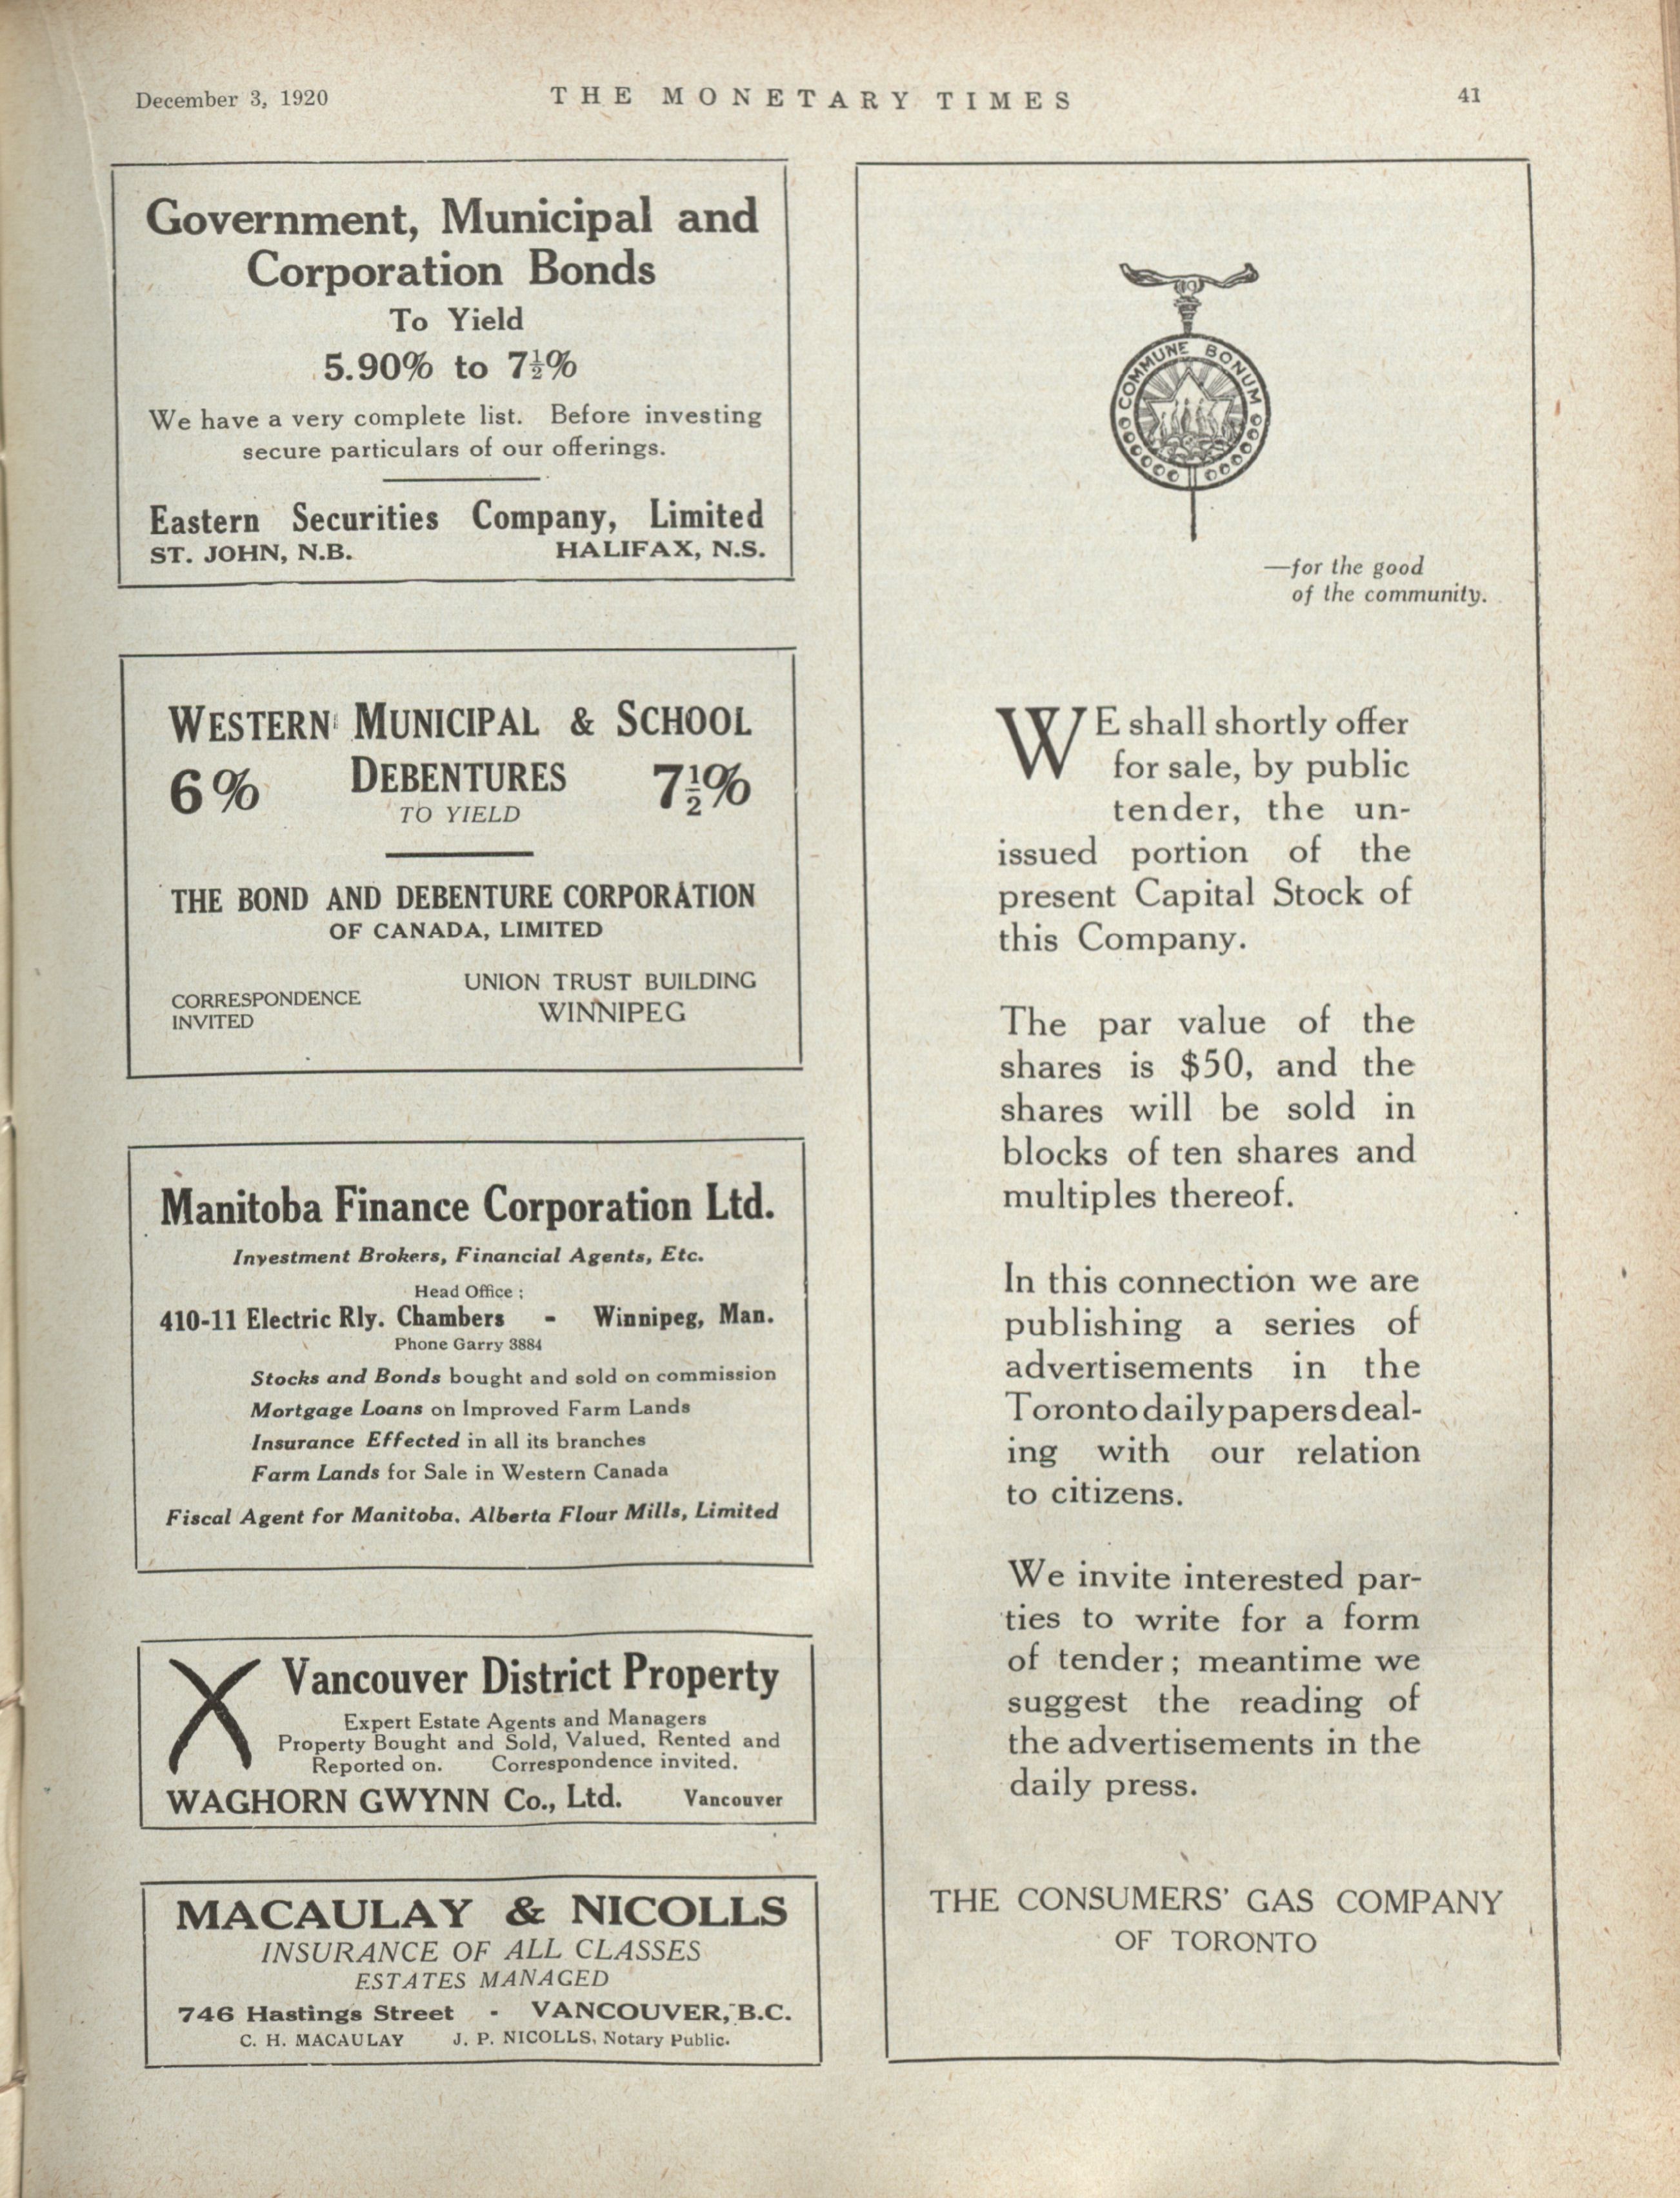 December 3, 1920
THE MONETARY TIMES
41
Government, Municipal and
Corporation Bonds
To Yield
5.90% to 7½%
We have a very complete list. Before investing
secure particulars of our offerings.
Eastern Securities Company, Limited
ST. JOHN, N.B. HALIFAX, N.S.
WESTERN MUNICIPAL & SCHOOL
6% DEBENTURES 7½%
TO YIELD
THE BOND AND DEBENTURE CORPORATION
OF CANADA, LIMITED
CORRESPONDENCE
INVITED
UNION TRUST BUILDING
WINNIPEG
Manitoba Finance Corporation Ltd.
Investment Brokers, Financial Agents, Etc.
Head Office :
410-11 Electric Rly. Chambers - Winnipeg, Man.
Phone Garry 3884
Stocks and Bonds bought and sold on commission
Mortgage Loans on Improved Farm Lands
Insurance Effected in all its branches
Farm Lands for Sale in Western Canada
Fiscal Agent for Manitoba, Alberta Flour Mills, Limited
Vancouver District Property
Expert Estate Agents and Managers
Property Bought and Sold, Valued, Rented and
Reported on. Correspondence invited.
WAGHORN GWYNN Co., Ltd. Vancouver
MACAULAY & NICOLLS
INSURANCE OF ALL CLASSES
ESTATES MANAGED
746 Hastings Street - VANCOUVER, B.C.
C. H. MACAULAY J. P. NICOLLS, Notary Public.
COMMUNE BONUM
—for the good
of the community.
WE shall shortly offer
for sale, by public
tender, the un-
issued portion of the
present Capital Stock of
this Company.
The par value of the
shares is $50, and the
shares will be sold in
blocks of ten shares and
multiples thereof.
In this connection we are
publishing a series of
advertisements in the
Toronto daily papers deal-
ing with our relation
to citizens.
We invite interested par-
ties to write for a form
of tender; meantime we
suggest the reading of
the advertisements in the
daily press.
THE CONSUMERS' GAS COMPANY
OF TORONTO